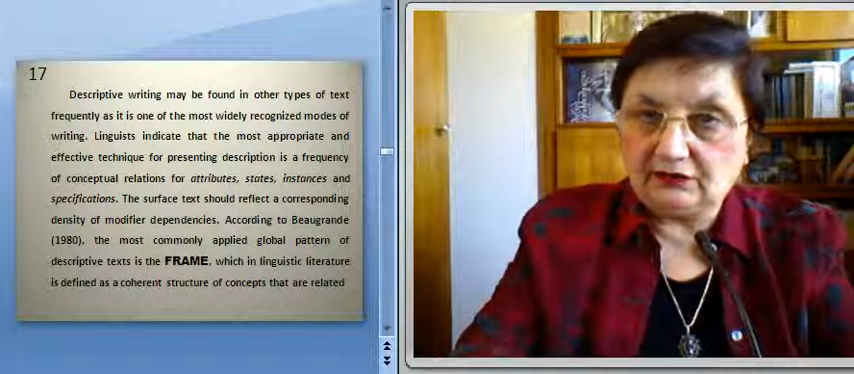 17
Descriptive writing may be found in other types of text
frequently as it is one of the most widely recognized modes of
writing. Linguists indicate that the most appropriate and
effective technique for presenting description is a frequency
of conceptual relations for attributes, states, instances and
specifications. The surface text should reflect a corresponding
density of modifier dependencies. According to Beaugrande
(1980), the most commonly applied global pattern of
descriptive texts is the FRAME, which in linguistic literature
is defined as a coherent structure of concepts that are related